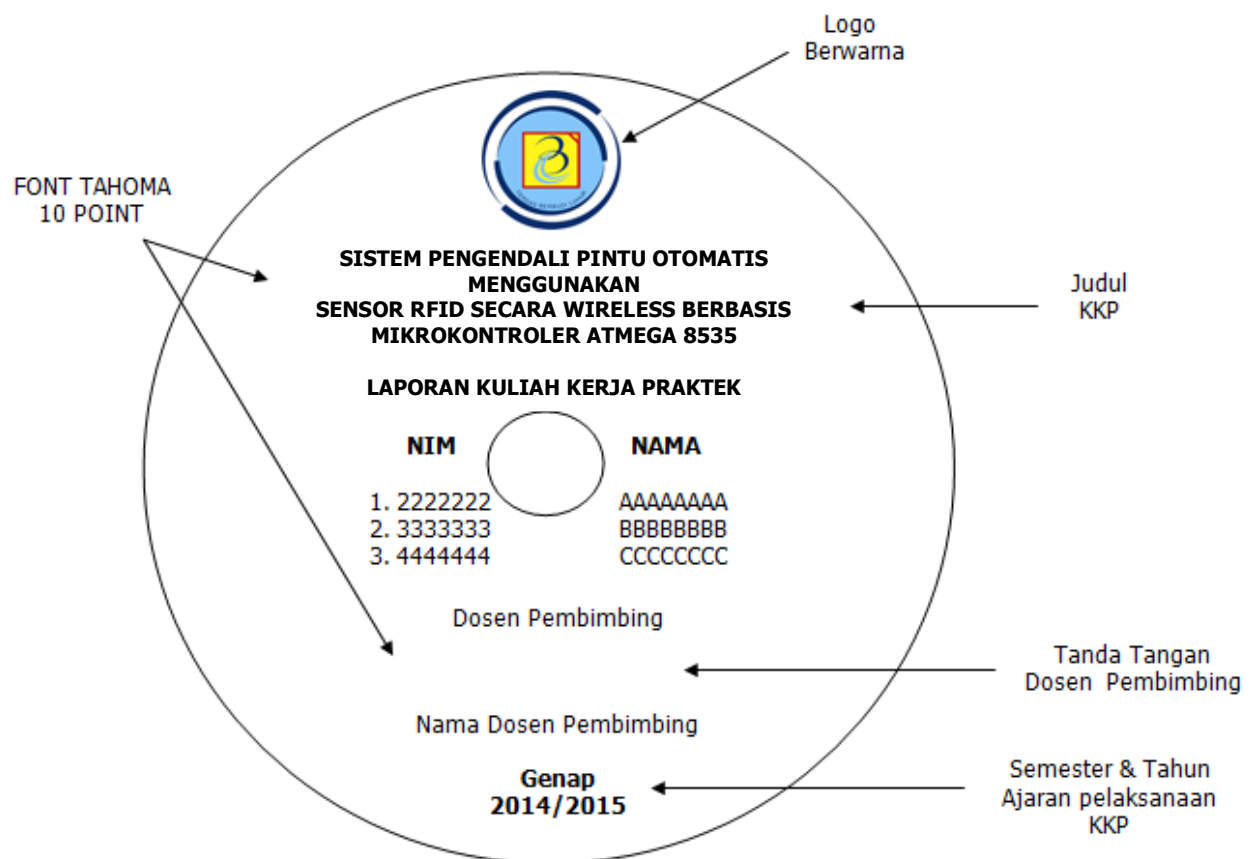 Logo
Berwarna
FONT TAHOMA
10 POINT
SISTEM PENGENDALI PINTU OTOMATIS
MENGGUNAKAN
SENSOR RFID SECARA WIRELESS BERBASIS
MIKROKONTROLER ATMEGA 8535
Judul
KKP
LAPORAN KULIAH KERJA PRAKTEK
NIM NAMA
1. 2222222 AAAAAAAA
2. 3333333 BBBBBBBB
3. 4444444 CCCCCCCC
Dosen Pembimbing
Tanda Tangan
Dosen Pembimbing
Nama Dosen Pembimbing
Genap
2014/2015
Semester & Tahun
Ajaran pelaksanaan
KKP